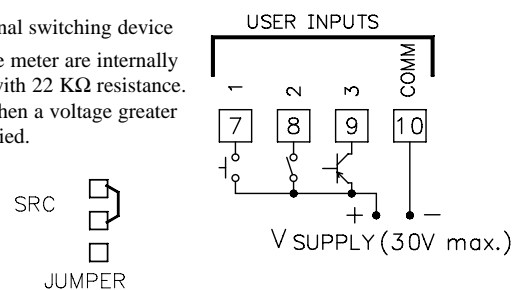 nal switching device
e meter are internally
with 22 KΩ resistance.
hen a voltage greater
ied.
USER INPUTS
1 2 3 COMM
7 8 9 10
+ −
V SUPPLY (30V max.)
SRC
JUMPER